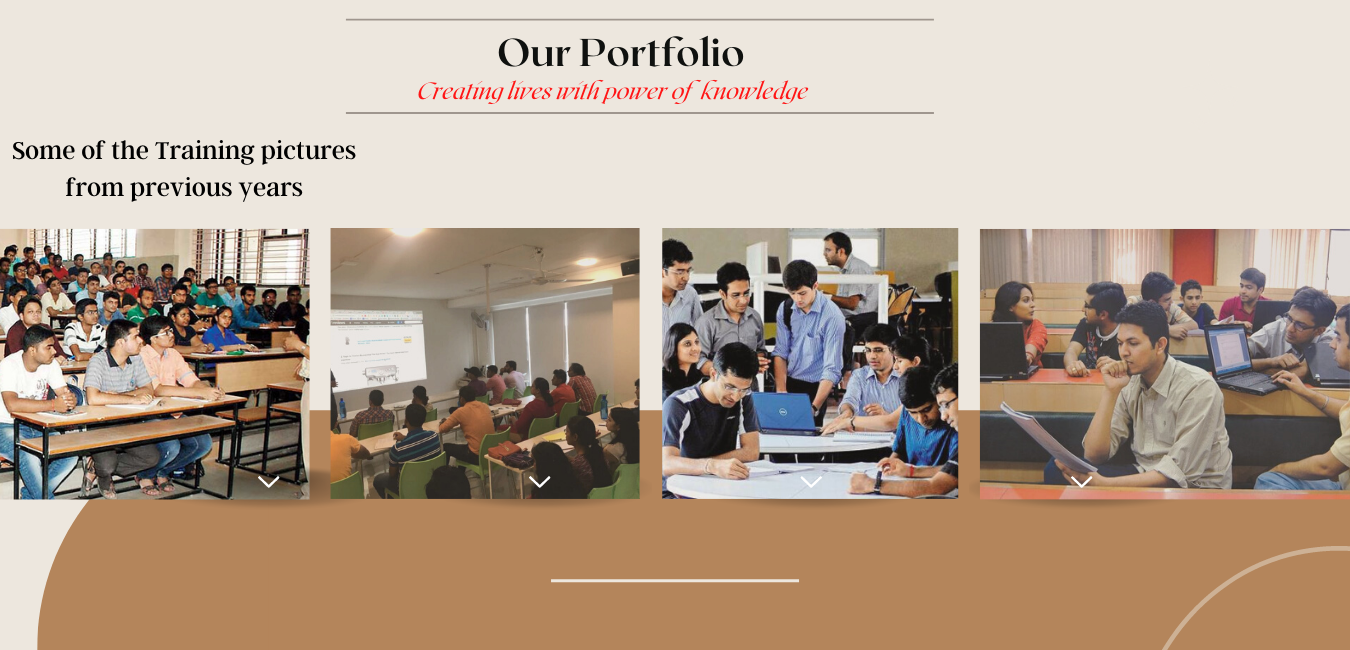 Our Portfolio
Creating lives with power of knowledge
Some of the Training pictures
from previous years